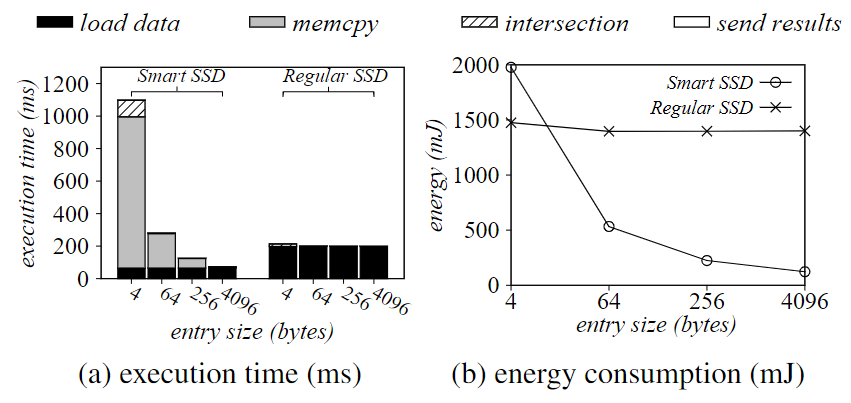 load data memcpy intersection send results
execution time (ms)
1200
1000
800
600
400
200
0
Smart SSD Regular SSD
4 64 256 4096 4 64 256 4096
entry size (bytes)
(a) execution time (ms)
energy (mJ)
2000
1500
1000
500
0
Smart SSD
Regular SSD
4 64 256 4096
entry size (bytes)
(b) energy consumption (mJ)